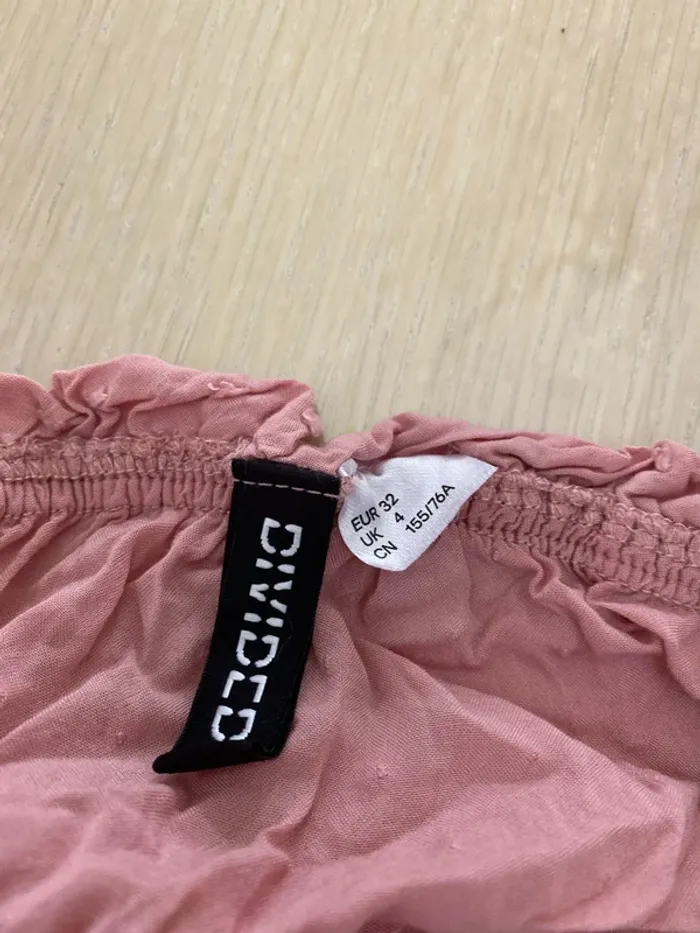 DIVIDED
EUR 32
UK 4
CN 155/76A